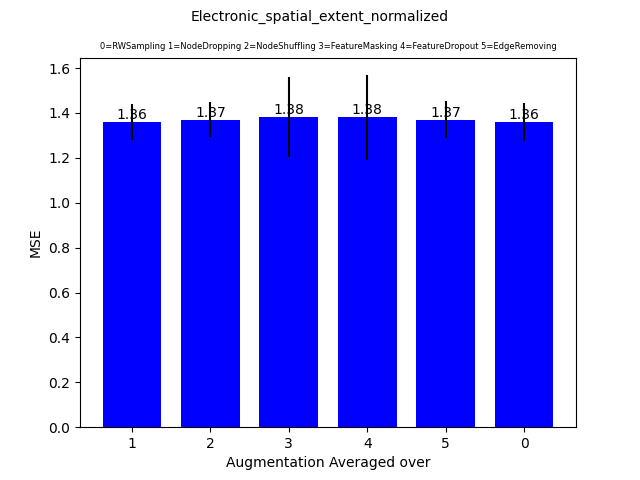 Electronic_spatial_extent_normalized
0=RWSampling 1=NodeDropping 2=NodeShuffling 3=FeatureMasking 4=FeatureDropout 5=EdgeRemoving
1.6
1.4
1.2
1.0
0.8
0.6
0.4
0.2
0.0
MSE
1.36 1.37 1.38 1.38 1.37 1.36
1 2 3 4 5 0
Augmentation Averaged over